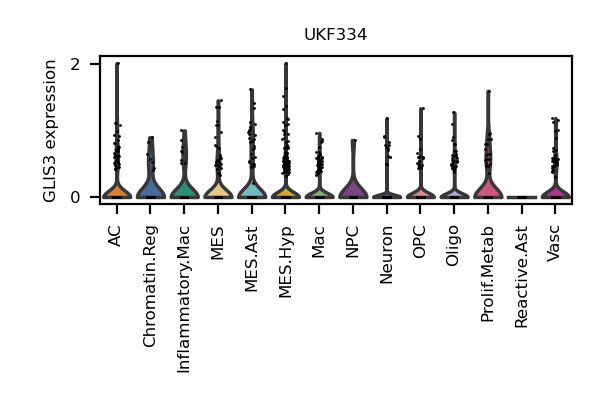 UKF334
GLIS3 expression
2
0
AC
Chromatin.Reg
Inflammatory.Mac
MES
MES.Ast
MES.Hyp
Mac
NPC
Neuron
OPC
Oligo
Prolif.Metab
Reactive.Ast
Vasc